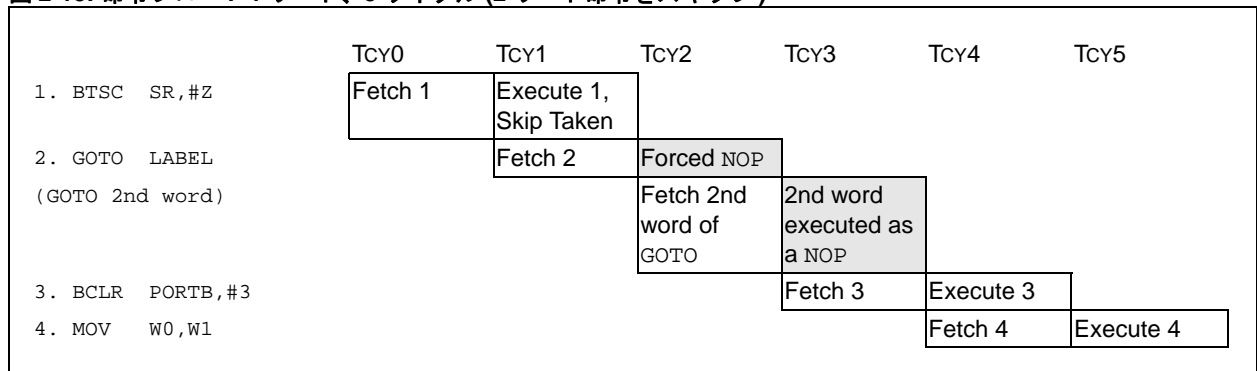 TCY0 TCY1 TCY2 TCY3 TCY4 TCY5
1. BTSC SR,#Z Fetch 1 Execute 1,
Skip Taken
2. GOTO LABEL Fetch 2 Forced NOP
(GOTO 2nd word) Fetch 2nd 2nd word
word of executed as
GOTO a NOP
3. BCLR PORTB,#3 Fetch 3 Execute 3
4. MOV W0,W1 Fetch 4 Execute 4